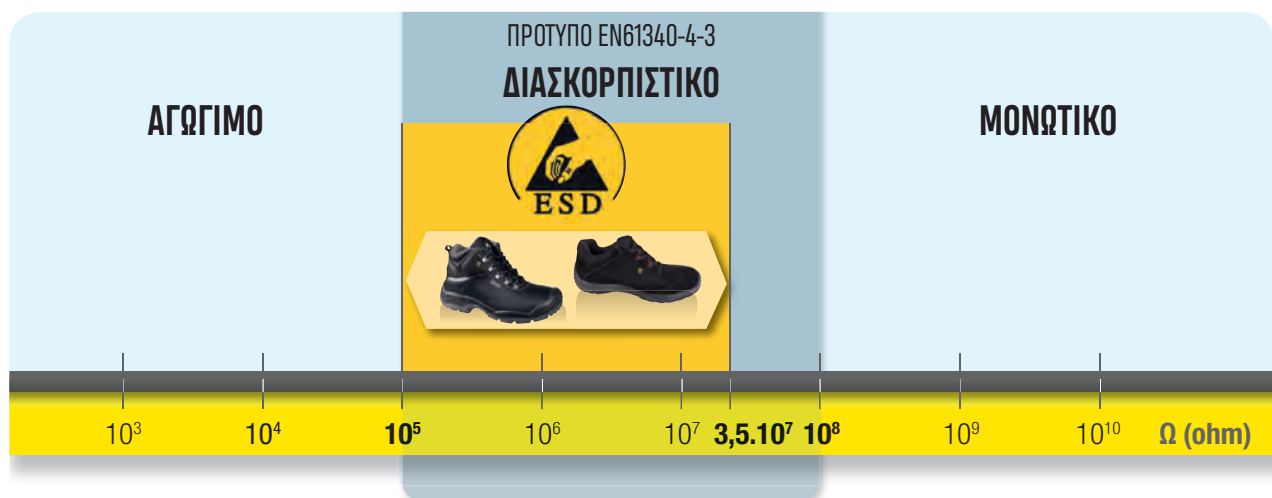 ΠΡΟΤΥΠΟ EN61340-4-3
ΔΙΑΣΚΟΡΠΙΣΤΙΚΟ
ΑΓΩΓΙΜΟ
ΜΟΝΩΤΙΚΟ
ESD
10³ 10⁴ 10⁵ 10⁶ 10⁷ 3,5.10⁷ 10⁸ 10⁹ 10¹⁰ Ω (ohm)